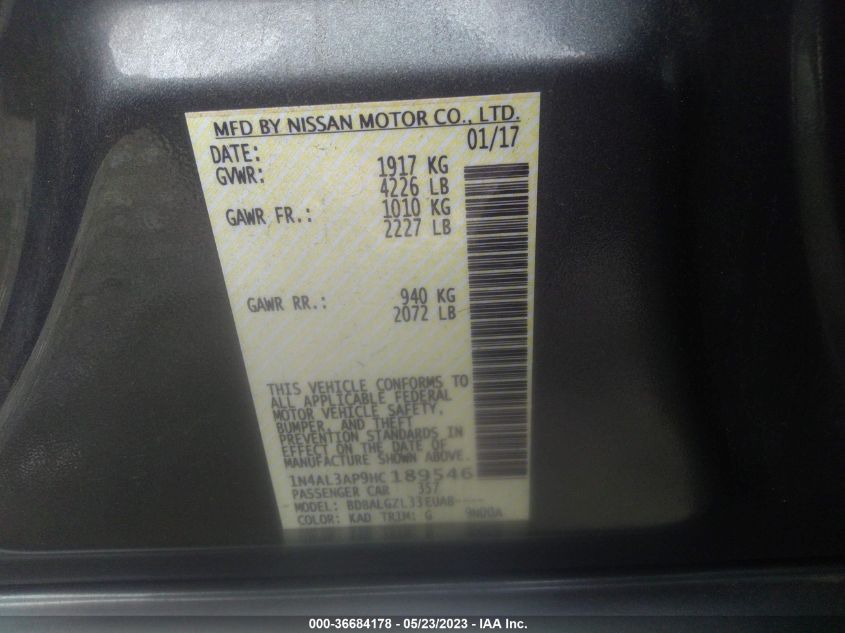 MFD BY NISSAN MOTOR CO., LTD.
DATE: 01/17
GVWR: 1917 KG
4226 LB
GAWR FR.: 1010 KG
2227 LB
GAWR RR.: 940 KG
2072 LB
THIS VEHICLE CONFORMS TO
ALL APPLICABLE FEDERAL
MOTOR VEHICLE SAFETY,
BUMPER, AND THEFT
PREVENTION STANDARDS IN
EFFECT ON THE DATE OF
MANUFACTURE SHOWN ABOVE.
1N4AL3AP9HC189546
PASSENGER CAR 357
MODEL: BDBALGZL33EUAB-----
COLOR: KAD TRIM: G 9N00A
000-36684178 - 05/23/2023 - IAA Inc.